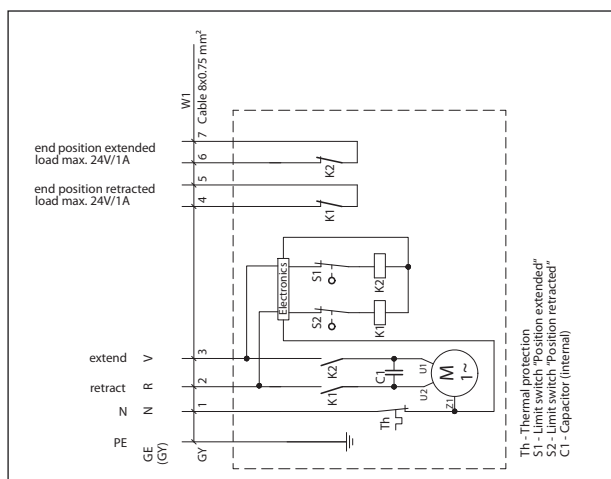 W1
Cable 8x0.75 mm²
end position extended
load max. 24V/1A
7
6
K2
end position retracted
load max. 24V/1A
5
4
K1
Electronics
S1
K2
S2
K1
extend V 3
K2
C1
U1
M
1~
retract R 2
K1
U2
N N 1
Z1
Th
PE
GE
(GY)
GY
Th - Thermal protection
S1 - Limit switch "Position extended"
S2 - Limit switch "Position retracted"
C1 - Capacitor (internal)